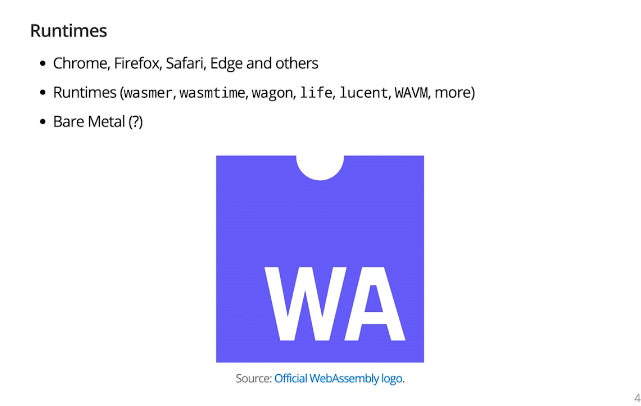 Runtimes
• Chrome, Firefox, Safari, Edge and others
• Runtimes (wasmer, wasmtime, wagon, life, lucent, WAVM, more)
• Bare Metal (?)
WA
Source: Official WebAssembly logo.
4